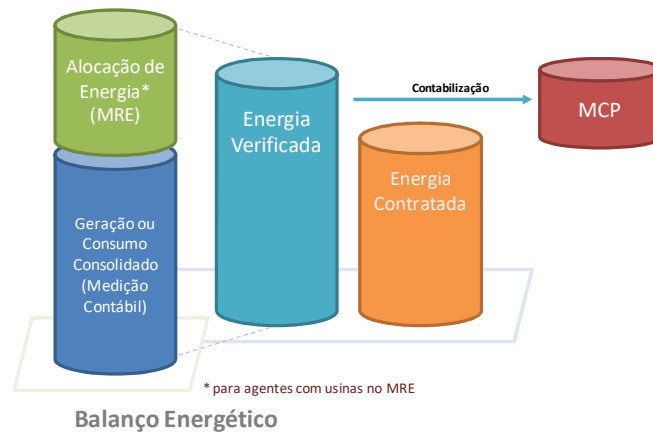 Alocação de
Energia*
(MRE)
Geração ou
Consumo
Consolidado
(Medição
Contábil)
Energia
Verificada
Contabilização
Energia
Contratada
MCP
* para agentes com usinas no MRE
Balanço Energético